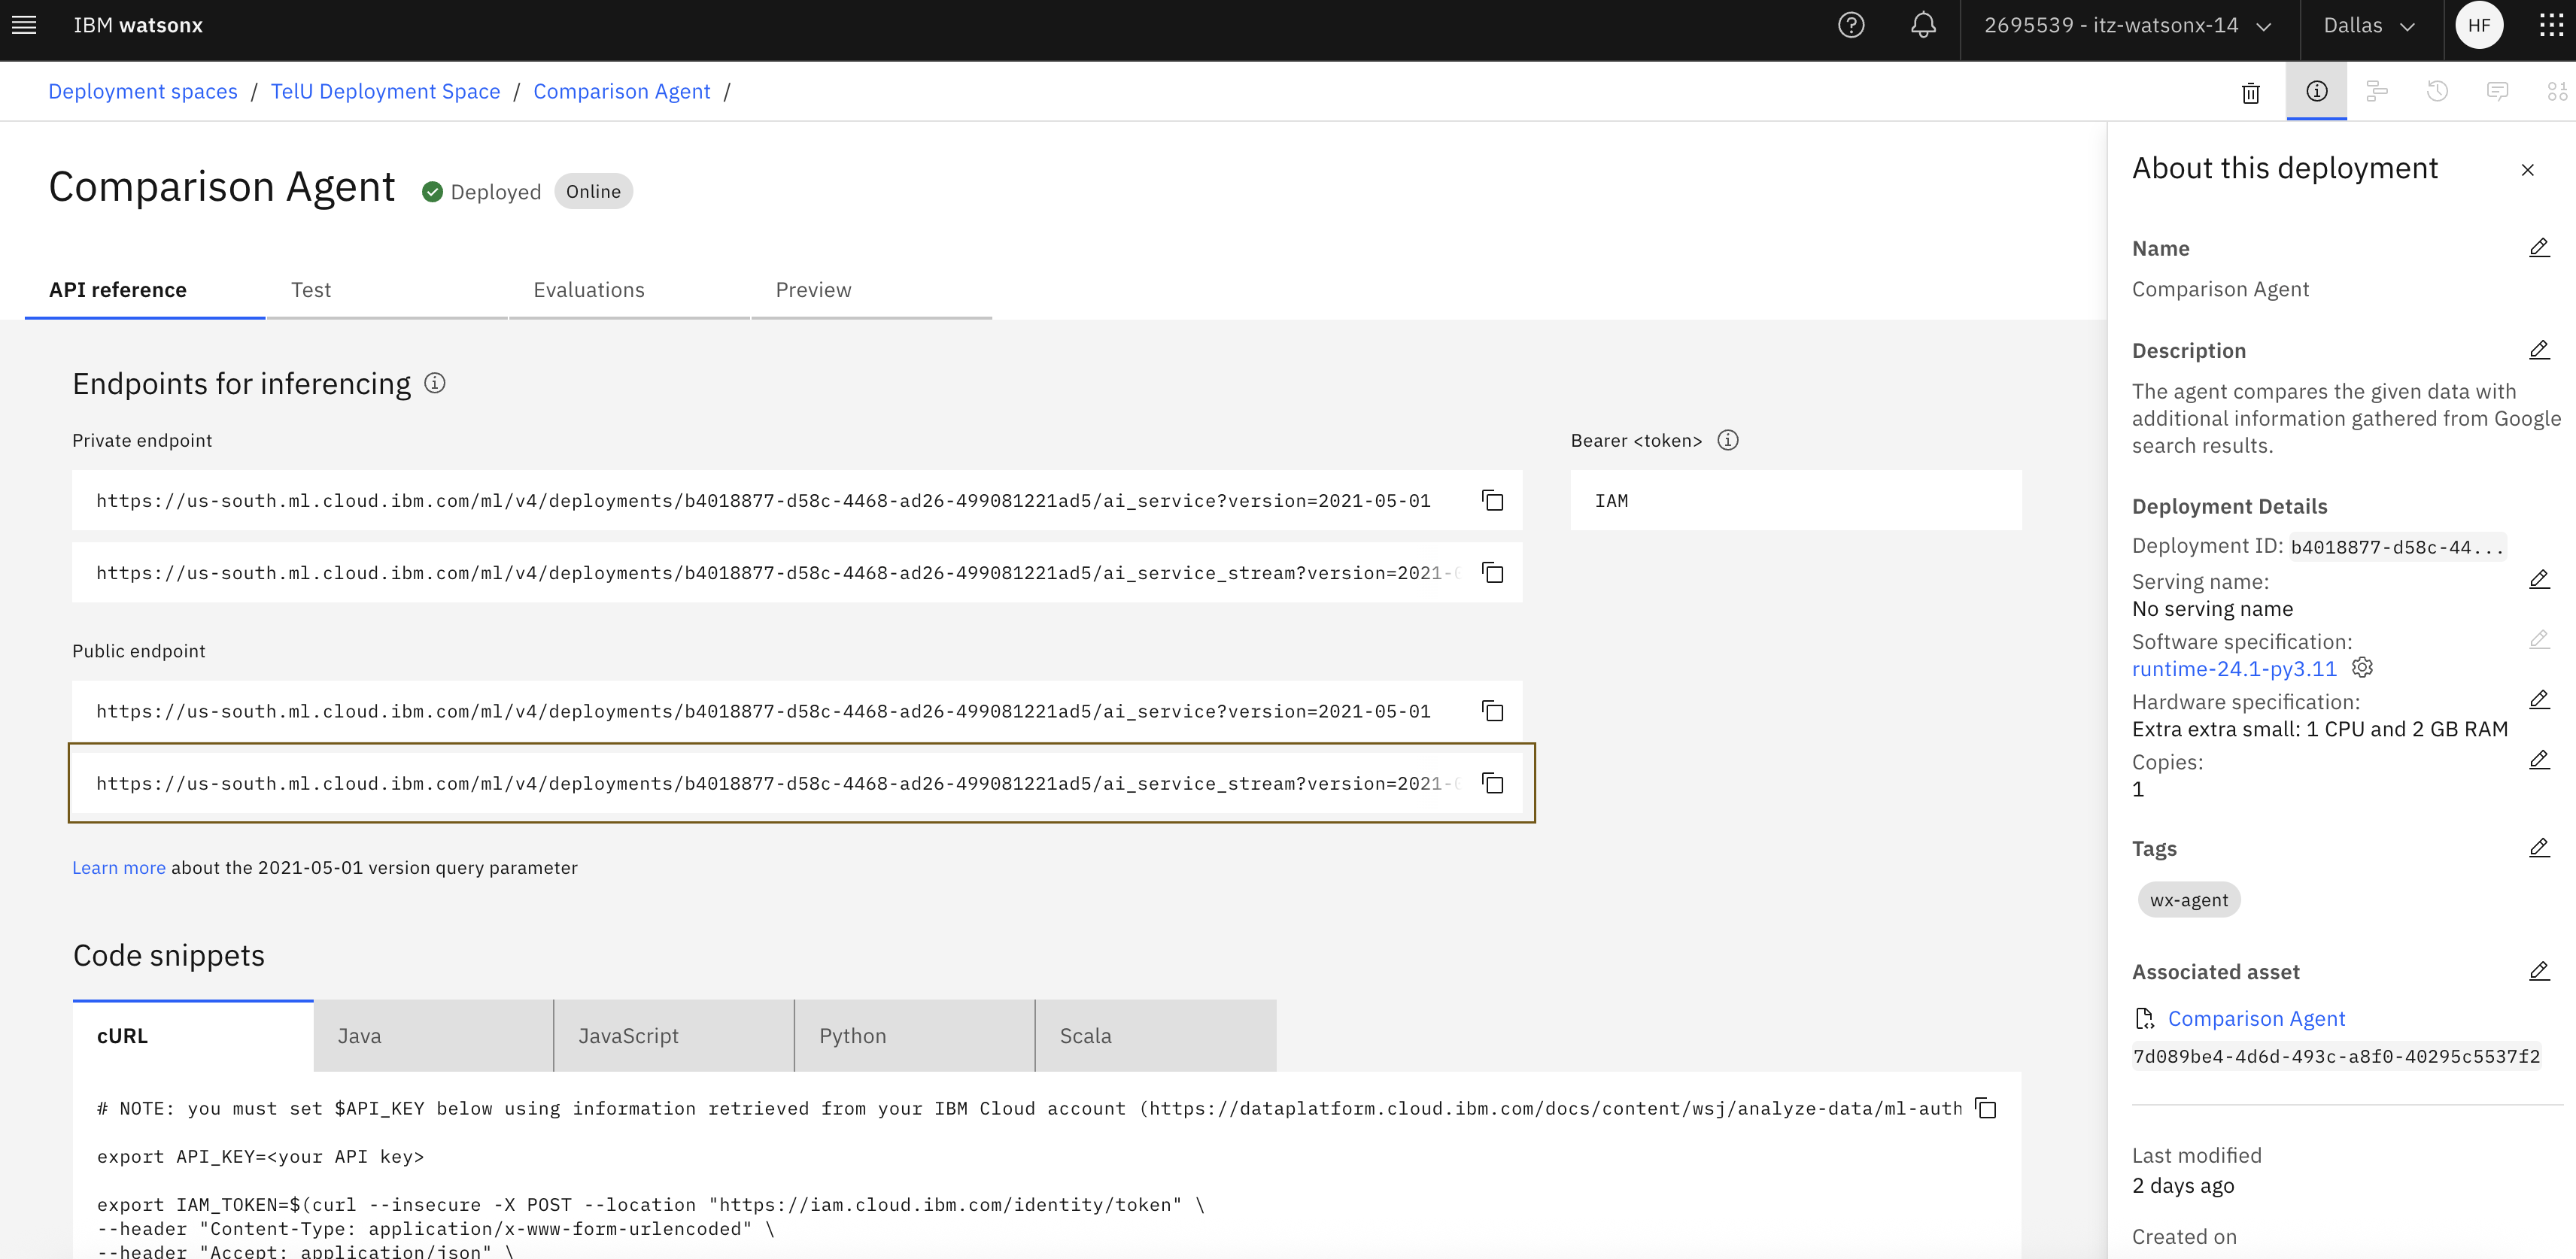 IBM watsonx
2695539 - itz-watsonx-14
Dallas
HF
Deployment spaces / TelU Deployment Space / Comparison Agent /
Comparison Agent
Deployed
Online
API reference
Test
Evaluations
Preview
Endpoints for inferencing
Private endpoint
https://us-south.ml.cloud.ibm.com/ml/v4/deployments/b4018877-d58c-4468-ad26-499081221ad5/ai_service?version=2021-05-01
https://us-south.ml.cloud.ibm.com/ml/v4/deployments/b4018877-d58c-4468-ad26-499081221ad5/ai_service_stream?version=2021-0
Bearer <token>
IAM
Public endpoint
https://us-south.ml.cloud.ibm.com/ml/v4/deployments/b4018877-d58c-4468-ad26-499081221ad5/ai_service?version=2021-05-01
https://us-south.ml.cloud.ibm.com/ml/v4/deployments/b4018877-d58c-4468-ad26-499081221ad5/ai_service_stream?version=2021-0
Learn more about the 2021-05-01 version query parameter
Code snippets
cURL
Java
JavaScript
Python
Scala
# NOTE: you must set $API_KEY below using information retrieved from your IBM Cloud account (https://dataplatform.cloud.ibm.com/docs/content/wsj/analyze-data/ml-auth
export API_KEY=<your API key>
export IAM_TOKEN=$(curl --insecure -X POST --location "https://iam.cloud.ibm.com/identity/token" \
--header "Content-Type: application/x-www-form-urlencoded" \
--header "Accept: application/json" \
About this deployment
Name
Comparison Agent
Description
The agent compares the given data with
additional information gathered from Google
search results.
Deployment Details
Deployment ID: b4018877-d58c-44...
Serving name:
No serving name
Software specification:
runtime-24.1-py3.11
Hardware specification:
Extra extra small: 1 CPU and 2 GB RAM
Copies:
1
Tags
wx-agent
Associated asset
Comparison Agent
7d089be4-4d6d-493c-a8f0-40295c5537f2
Last modified
2 days ago
Created on